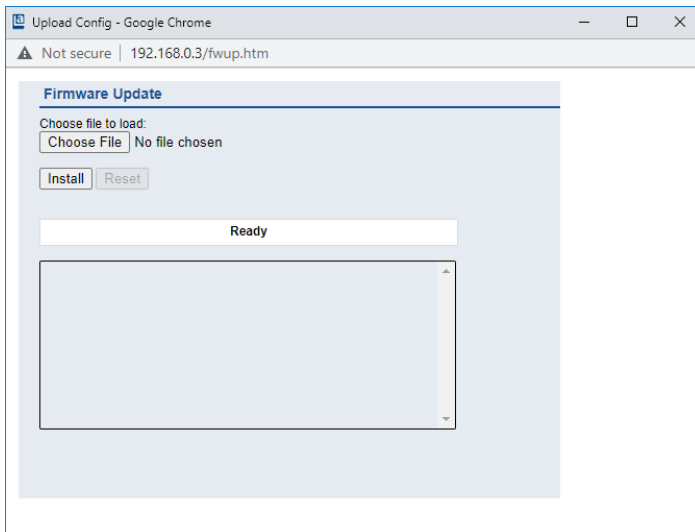 Upload Config - Google Chrome
Not secure | 192.168.0.3/fwup.htm
Firmware Update
Choose file to load:
Choose File No file chosen
Install Reset
Ready